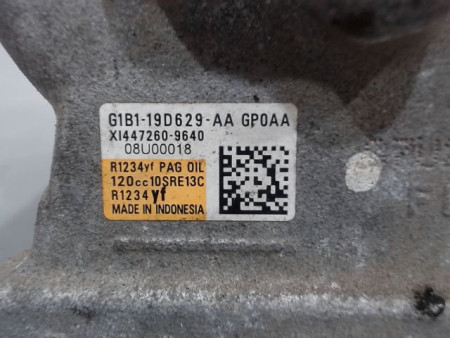 G1B1-19D629-AA GP0AA
XI447260-9640
08U00018
R1234yf PAG OIL
120cc10SRE13C
R1234yf
MADE IN INDONESIA